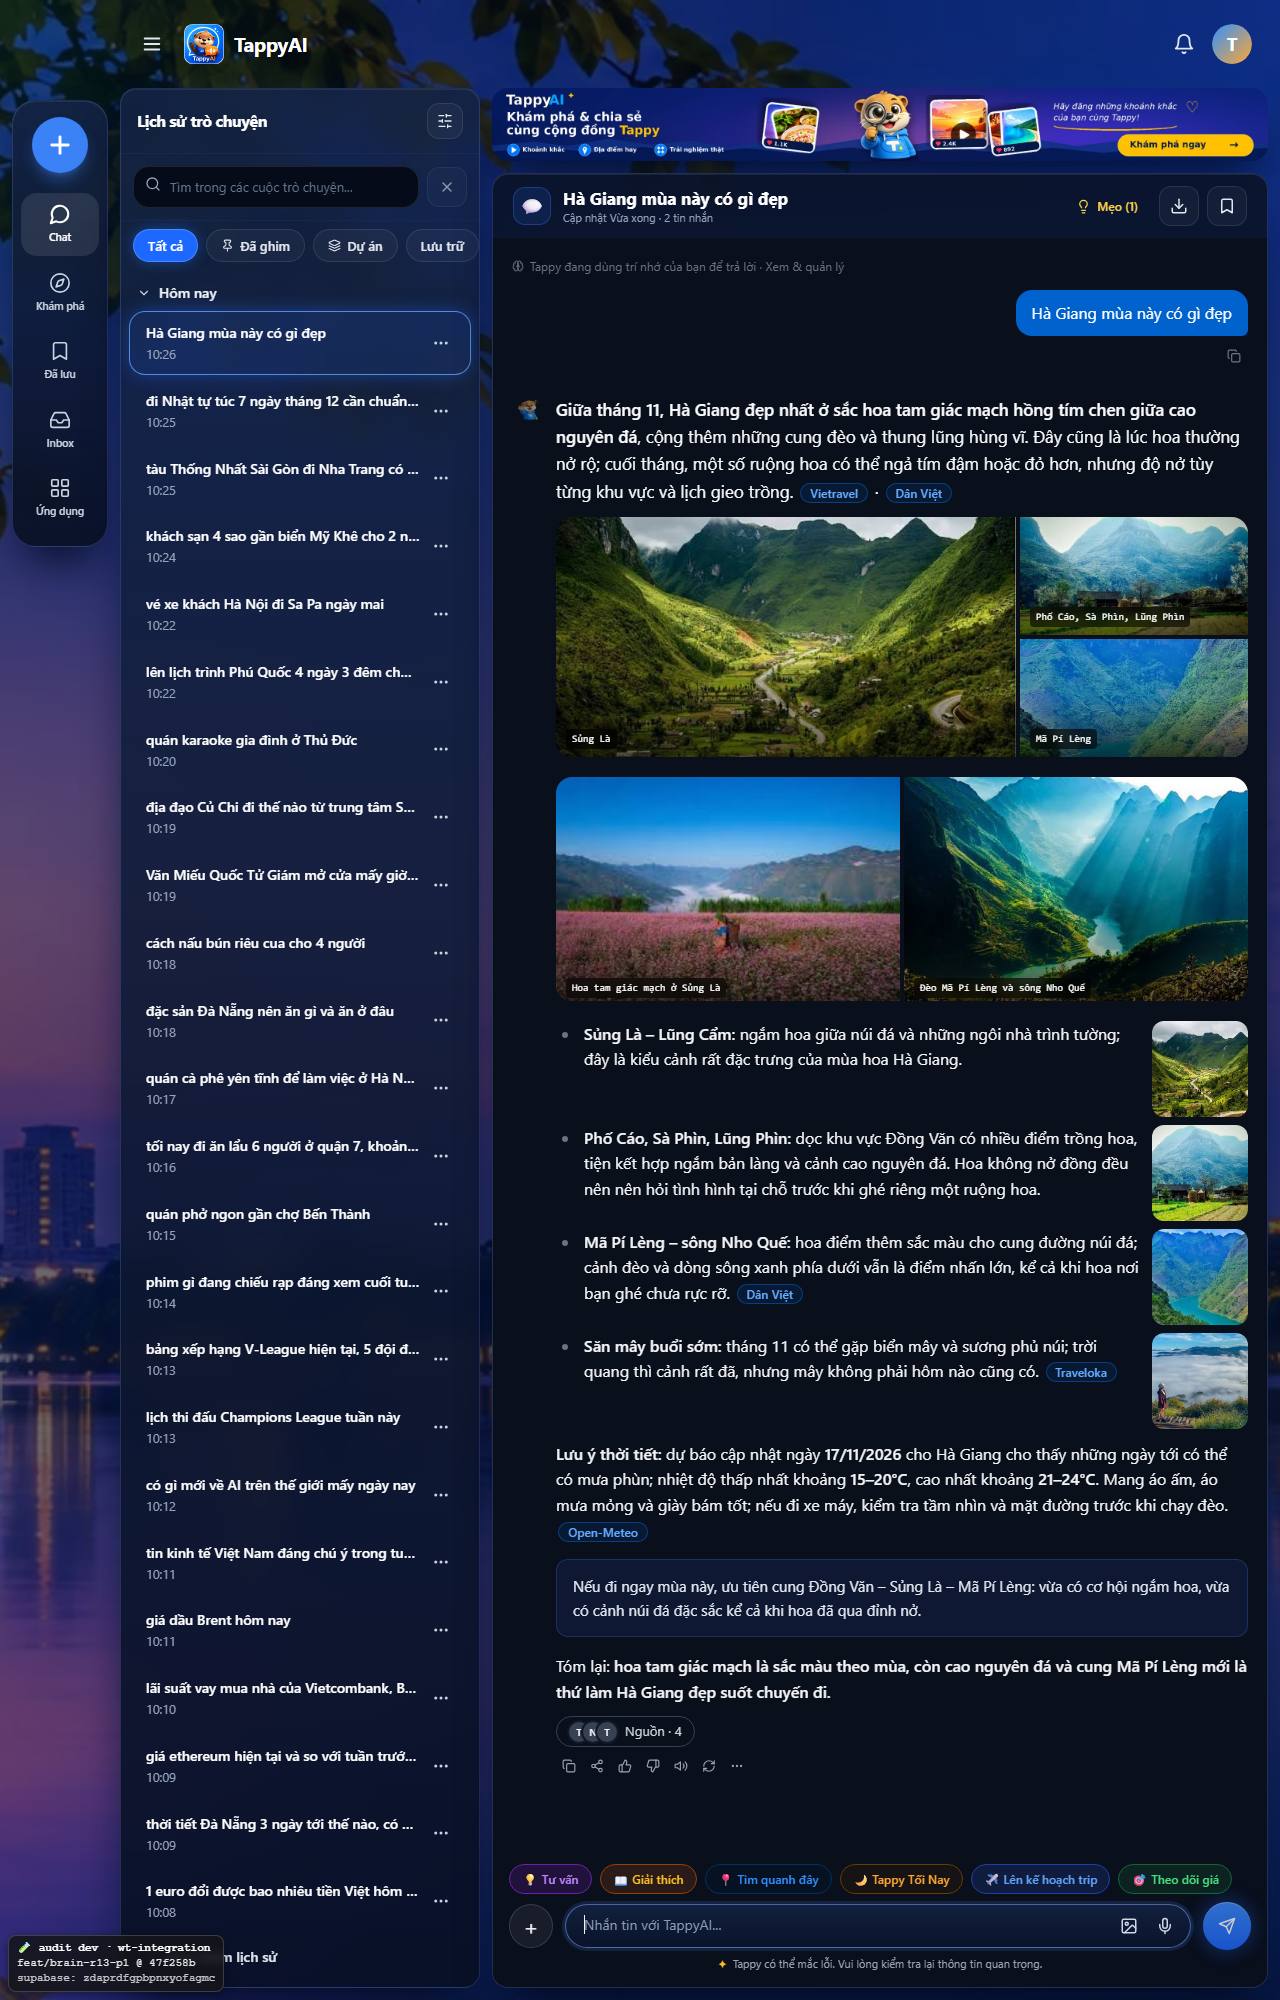 TappyAI
T
TappyAI
Khám phá & chia sẻ
cùng cộng đồng Tappy
Khoảnh khắc
Địa điểm hay
Trải nghiệm thật
1.1K
2.4K
692
Hãy đăng những khoảnh khắc
của bạn cùng Tappy!
Khám phá ngay →
Chat
Khám phá
Đã lưu
Inbox
Ứng dụng
Lịch sử trò chuyện
Tìm trong các cuộc trò chuyện...
Tất cả
Đã ghim
Dự án
Lưu trữ
Hôm nay
Hà Giang mùa này có gì đẹp
10:26
đi Nhật tự túc 7 ngày tháng 12 cần chuẩn...
10:25
tàu Thống Nhất Sài Gòn đi Nha Trang có ...
10:25
khách sạn 4 sao gần biển Mỹ Khê cho 2 n...
10:24
vé xe khách Hà Nội đi Sa Pa ngày mai
10:22
lên lịch trình Phú Quốc 4 ngày 3 đêm ch...
10:22
quán karaoke gia đình ở Thủ Đức
10:20
địa đạo Củ Chi đi thế nào từ trung tâm S...
10:19
Văn Miếu Quốc Tử Giám mở cửa mấy giờ...
10:19
cách nấu bún riêu cua cho 4 người
10:18
đặc sản Đà Nẵng nên ăn gì và ăn ở đâu
10:18
quán cà phê yên tĩnh để làm việc ở Hà N...
10:17
tối nay đi ăn lẩu 6 người ở quận 7, khoản...
10:16
quán phở ngon gần chợ Bến Thành
10:15
phim gì đang chiếu rạp đáng xem cuối tu...
10:14
bảng xếp hạng V-League hiện tại, 5 đội đ...
10:13
lịch thi đấu Champions League tuần này
10:13
có gì mới về AI trên thế giới mấy ngày nay
10:12
tin kinh tế Việt Nam đáng chú ý trong tu...
10:11
giá dầu Brent hôm nay
10:11
lãi suất vay mua nhà của Vietcombank, B...
10:10
giá ethereum hiện tại và so với tuần trướ...
10:09
thời tiết Đà Nẵng 3 ngày tới thế nào, có ...
10:09
1 euro đổi được bao nhiêu tiền Việt hôm ...
10:08
m lịch sử
audit dev · wt-integration
feat/brain-r13-p1 @ 47f258b
supabase: zdaprdfgpbpnxyofagmc
Hà Giang mùa này có gì đẹp
Cập nhật Vừa xong · 2 tin nhắn
Mẹo (1)
Tappy đang dùng trí nhớ của bạn để trả lời · Xem & quản lý
Hà Giang mùa này có gì đẹp
Giữa tháng 11, Hà Giang đẹp nhất ở sắc hoa tam giác mạch hồng tím chen giữa cao
nguyên đá, cộng thêm những cung đèo và thung lũng hùng vĩ. Đây cũng là lúc hoa thường
nở rộ; cuối tháng, một số ruộng hoa có thể ngả tím đậm hoặc đỏ hơn, nhưng độ nở tùy
từng khu vực và lịch gieo trồng. Vietravel · Dân Việt
Sủng Là
Phố Cáo, Sà Phìn, Lũng Phìn
Mã Pí Lèng
Hoa tam giác mạch ở Sủng Là
Đèo Mã Pí Lèng và sông Nho Quế
Sủng Là – Lũng Cẩm: ngắm hoa giữa núi đá và những ngôi nhà trình tường;
đây là kiểu cảnh rất đặc trưng của mùa hoa Hà Giang.
Phố Cáo, Sà Phìn, Lũng Phìn: dọc khu vực Đồng Văn có nhiều điểm trồng hoa,
tiện kết hợp ngắm bản làng và cảnh cao nguyên đá. Hoa không nở đồng đều
nên nên hỏi tình hình tại chỗ trước khi ghé riêng một ruộng hoa.
Mã Pí Lèng – sông Nho Quế: hoa điểm thêm sắc màu cho cung đường núi đá;
cảnh đèo và dòng sông xanh phía dưới vẫn là điểm nhấn lớn, kể cả khi hoa nơi
bạn ghé chưa rực rỡ. Dân Việt
Săn mây buổi sớm: tháng 11 có thể gặp biển mây và sương phủ núi; trời
quang thì cảnh rất đã, nhưng mây không phải hôm nào cũng có. Traveloka
Lưu ý thời tiết: dự báo cập nhật ngày 17/11/2026 cho Hà Giang cho thấy những ngày tới có thể
có mưa phùn; nhiệt độ thấp nhất khoảng 15–20°C, cao nhất khoảng 21–24°C. Mang áo ấm, áo
mưa mỏng và giày bám tốt; nếu đi xe máy, kiểm tra tầm nhìn và mặt đường trước khi chạy đèo.
Open-Meteo
Nếu đi ngay mùa này, ưu tiên cung Đồng Văn – Sủng Là – Mã Pí Lèng: vừa có cơ hội ngắm hoa, vừa
có cảnh núi đá đặc sắc kể cả khi hoa đã qua đỉnh nở.
Tóm lại: hoa tam giác mạch là sắc màu theo mùa, còn cao nguyên đá và cung Mã Pí Lèng mới là
thứ làm Hà Giang đẹp suốt chuyến đi.
T N T Nguồn · 4
Tư vấn
Giải thích
Tìm quanh đây
Tappy Tối Nay
Lên kế hoạch trip
Theo dõi giá
Nhắn tin với TappyAI...
Tappy có thể mắc lỗi. Vui lòng kiểm tra lại thông tin quan trọng.